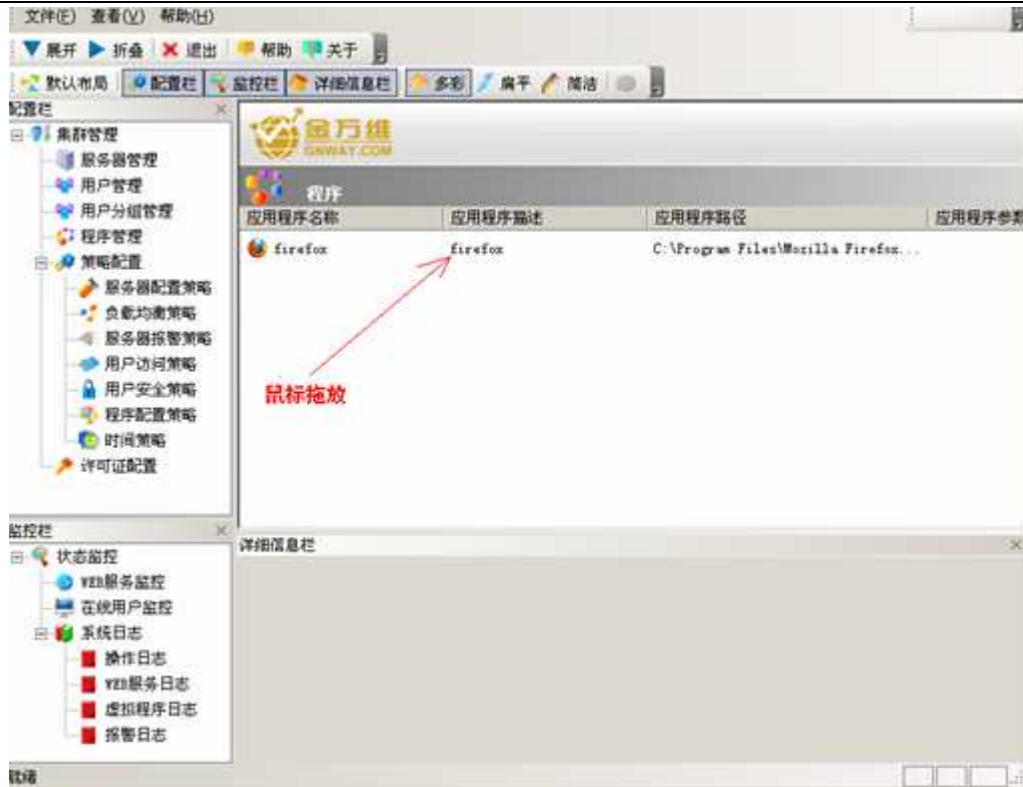 文件(E) 查看(V) 帮助(H)
展开 折叠 退出 帮助 关于
默认布局 配置栏 监控栏 详细信息栏 多彩 扁平 简洁
配置栏
集群管理
服务器管理
用户管理
用户分组管理
程序管理
策略配置
服务器配置策略
负载均衡策略
服务器报警策略
用户访问策略
用户安全策略
程序配置策略
时间策略
许可证配置
金万维
GNWAY.COM
程序
应用程序名称 应用程序描述 应用程序路径 应用程序参数
firefox firefox C:\Program Files\Mozilla Firefox...
鼠标拖放
监控栏
状态监控
WEB服务监控
在线用户监控
系统日志
操作日志
WEB服务日志
虚拟程序日志
报警日志
详细信息栏
就绪